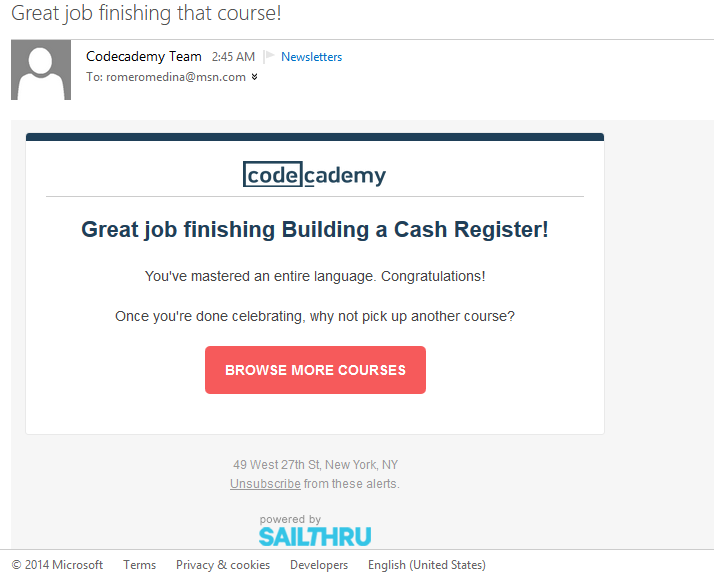 Great job finishing that course!
Codecademy Team 2:45 AM Newsletters
To: romeromedina@msn.com
codecademy
Great job finishing Building a Cash Register!
You've mastered an entire language. Congratulations!
Once you're done celebrating, why not pick up another course?
BROWSE MORE COURSES
49 West 27th St, New York, NY
Unsubscribe from these alerts.
powered by
SAILTHRU
© 2014 Microsoft Terms Privacy & cookies Developers English (United States)